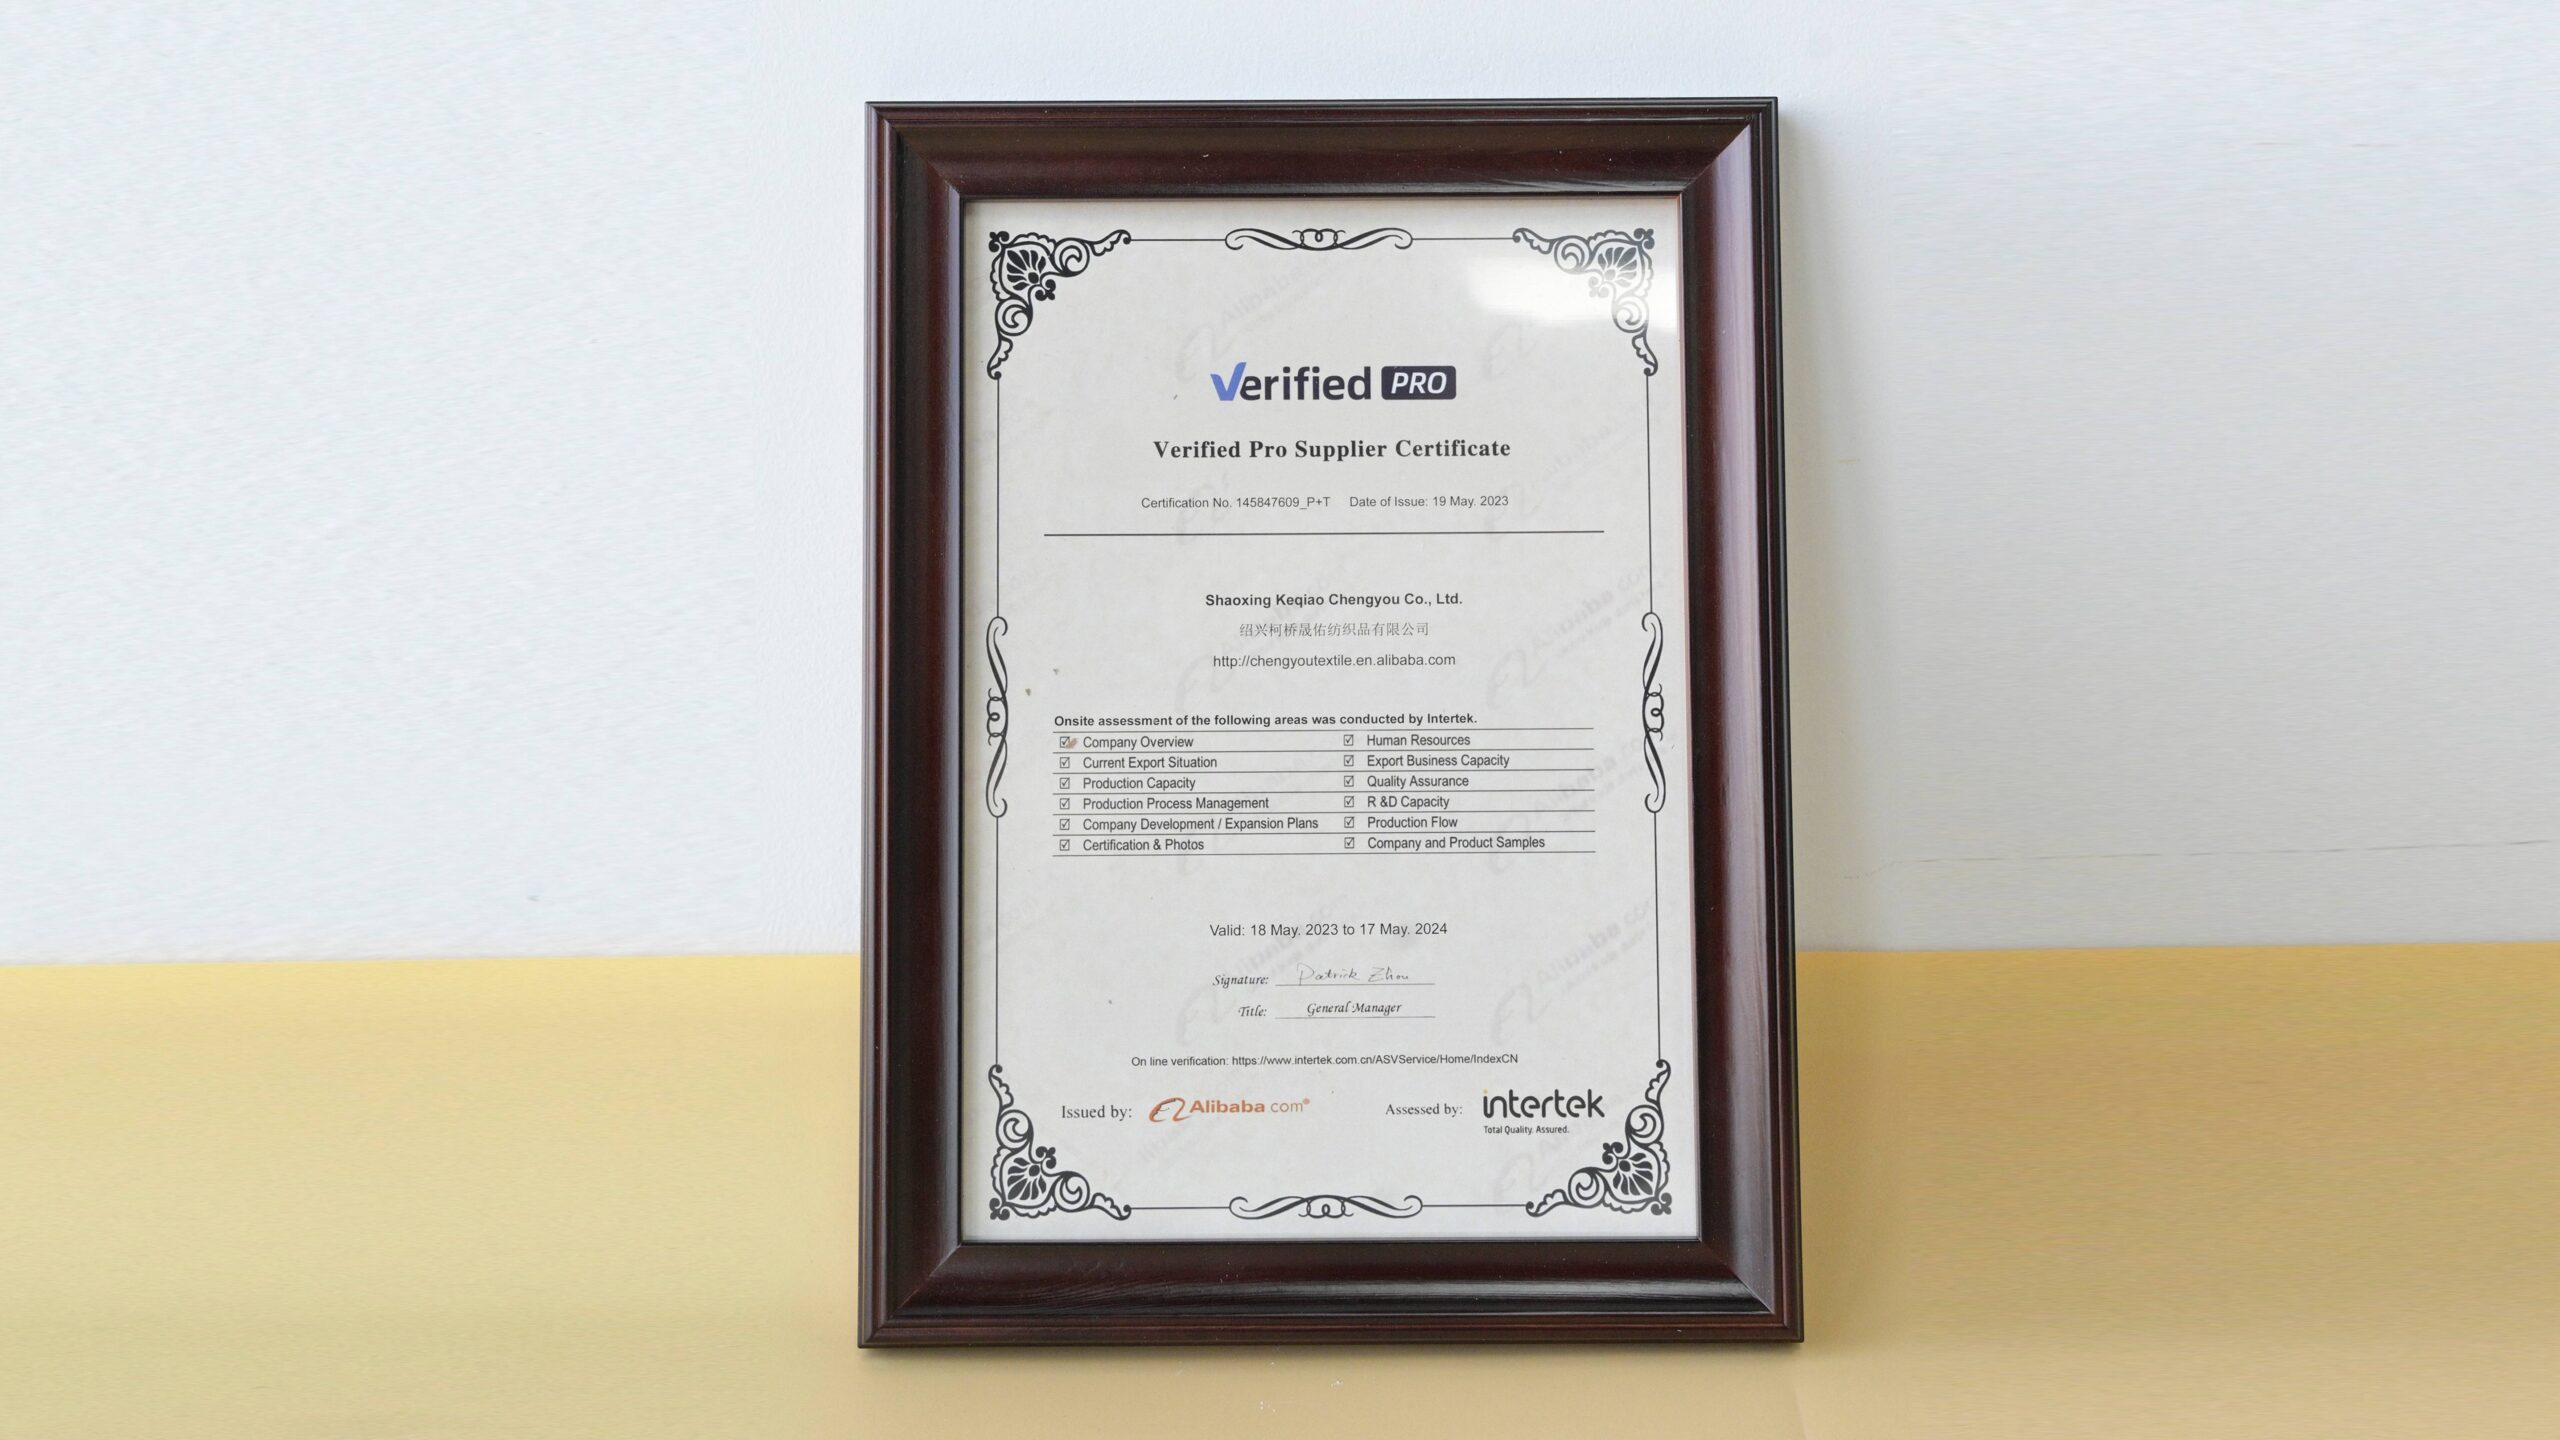 Verified PRO
Verified Pro Supplier Certificate
Certification No. 145847609_P+T Date of Issue: 19 May. 2023
Shaoxing Keqiao Chengyou Co., Ltd.
绍兴柯桥晟佑纺织品有限公司
http://chengyoutextile.en.alibaba.com
Onsite assessment of the following areas was conducted by Intertek.
☑ Company Overview ☑ Human Resources
☑ Current Export Situation ☑ Export Business Capacity
☑ Production Capacity ☑ Quality Assurance
☑ Production Process Management ☑ R &D Capacity
☑ Company Development / Expansion Plans ☑ Production Flow
☑ Certification & Photos ☑ Company and Product Samples
Valid: 18 May. 2023 to 17 May. 2024
Signature: Patrick Zhou
Title: General Manager
On line verification: https://www.intertek.com.cn/ASVService/Home/IndexCN
Issued by: Alibaba.com® Assessed by: intertek
Total Quality. Assured.